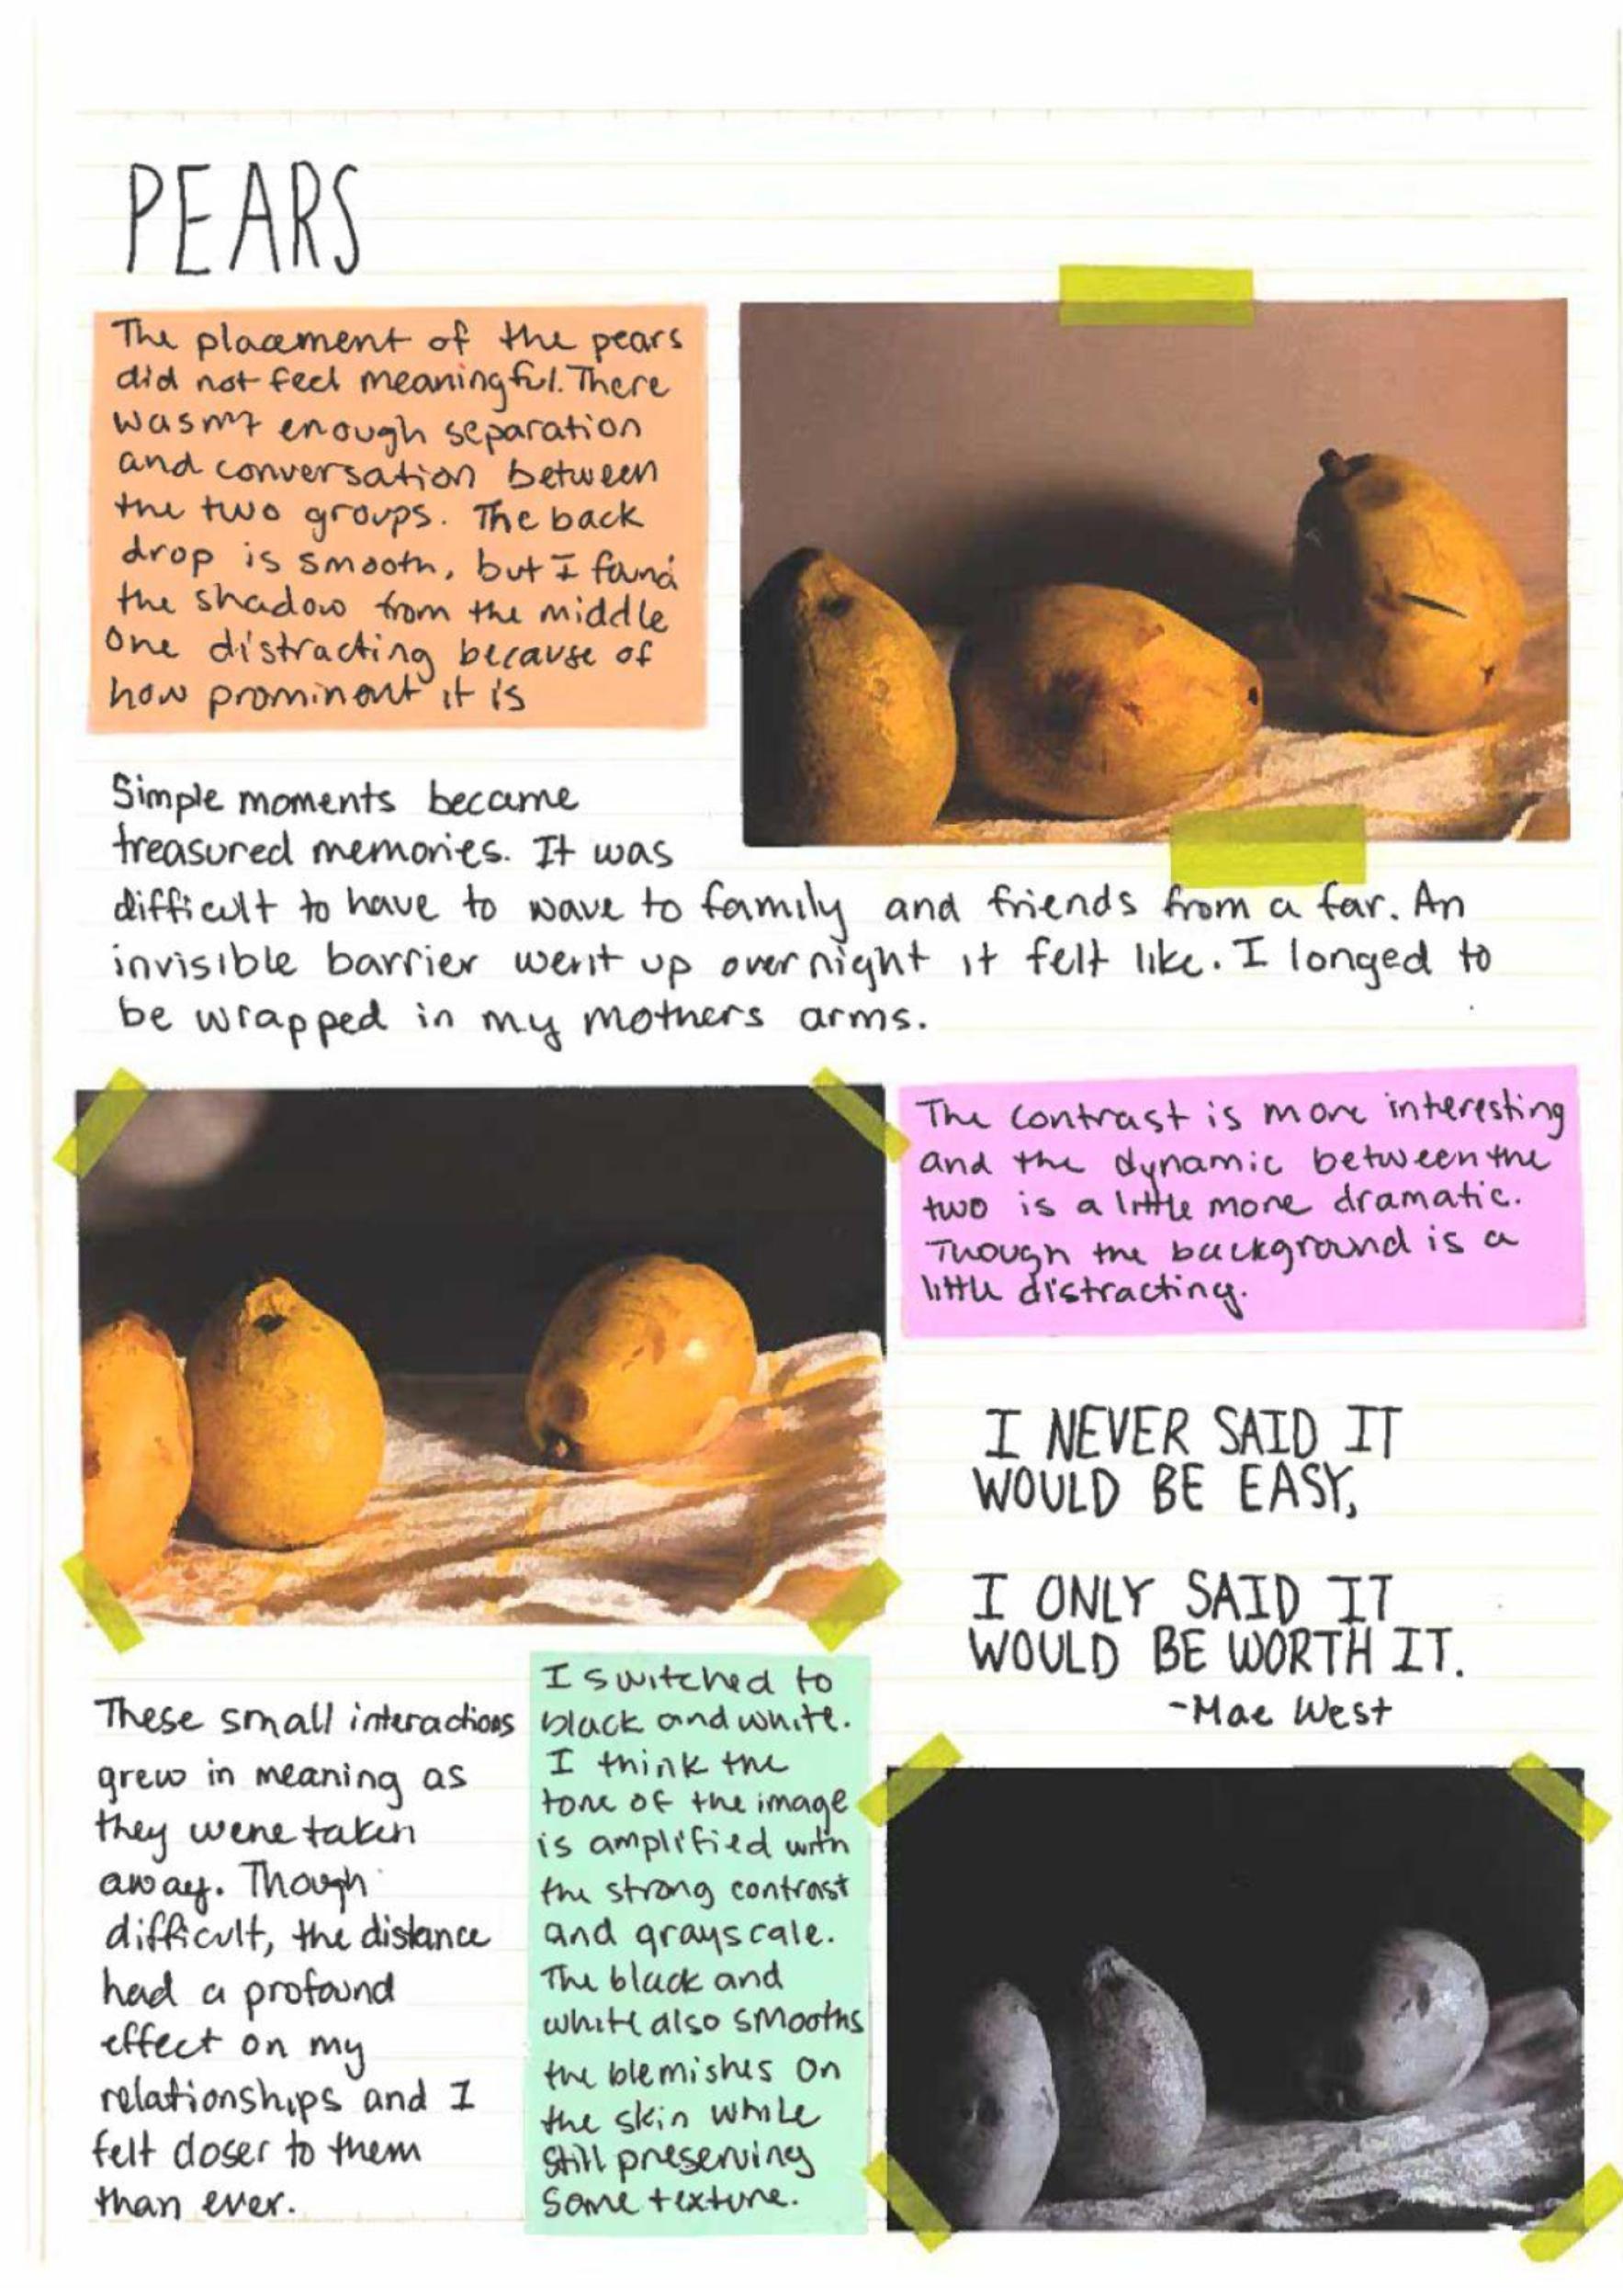 PEARS
The placement of the pears
did not feel meaningful. There
wasn't enough separation
and conversation between
the two groups. The back
drop is smooth, but I found
the shadow from the middle
one distracting because of
how prominent it is
Simple moments became
treasured memories. It was
difficult to have to wave to family and friends from a far. An
invisible barrier went up overnight it felt like. I longed to
be wrapped in my mothers arms.
The contrast is more interesting
and the dynamic between the
two is a little more dramatic.
Though the background is a
little distracting.
I NEVER SAID IT
WOULD BE EASY,
I ONLY SAID IT
WOULD BE WORTH IT.
-Mae West
These small interactions
grew in meaning as
they were taken
away. Though
difficult, the distance
had a profound
effect on my
relationships and I
felt closer to them
than ever.
I switched to
black and white.
I think the
tone of the image
is amplified with
the strong contrast
and grayscale.
The black and
white also smooths
the blemishes on
the skin while
still preserving
some texture.